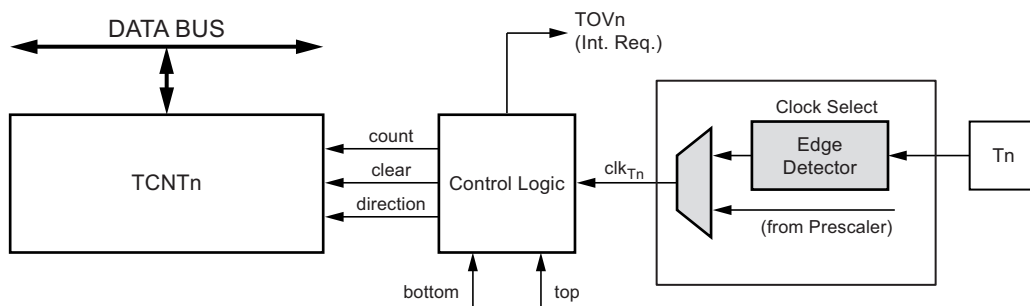 DATA BUS
TOVn
(Int. Req.)
Clock Select
count
clear
direction
TCNTn
Control Logic
clkTn
Edge
Detector
Tn
(from Prescaler)
bottom
top